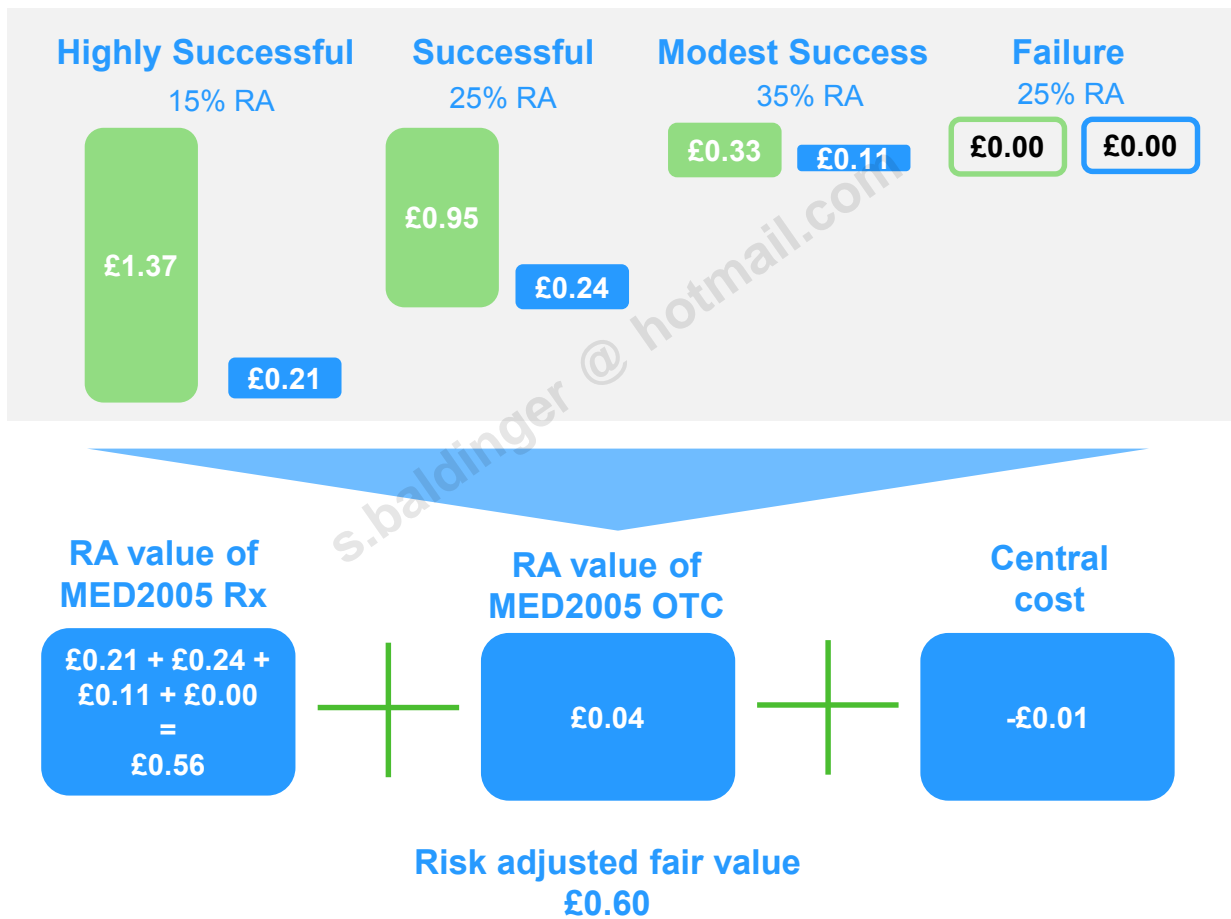 Highly Successful
15% RA
£1.37
£0.21
Successful
25% RA
£0.95
£0.24
Modest Success
35% RA
£0.33
£0.11
Failure
25% RA
£0.00
£0.00
s.baldinger @ hotmail.com
RA value of
MED2005 Rx
£0.21 + £0.24 +
£0.11 + £0.00
=
£0.56
RA value of
MED2005 OTC
£0.04
Central
cost
-£0.01
Risk adjusted fair value
£0.60